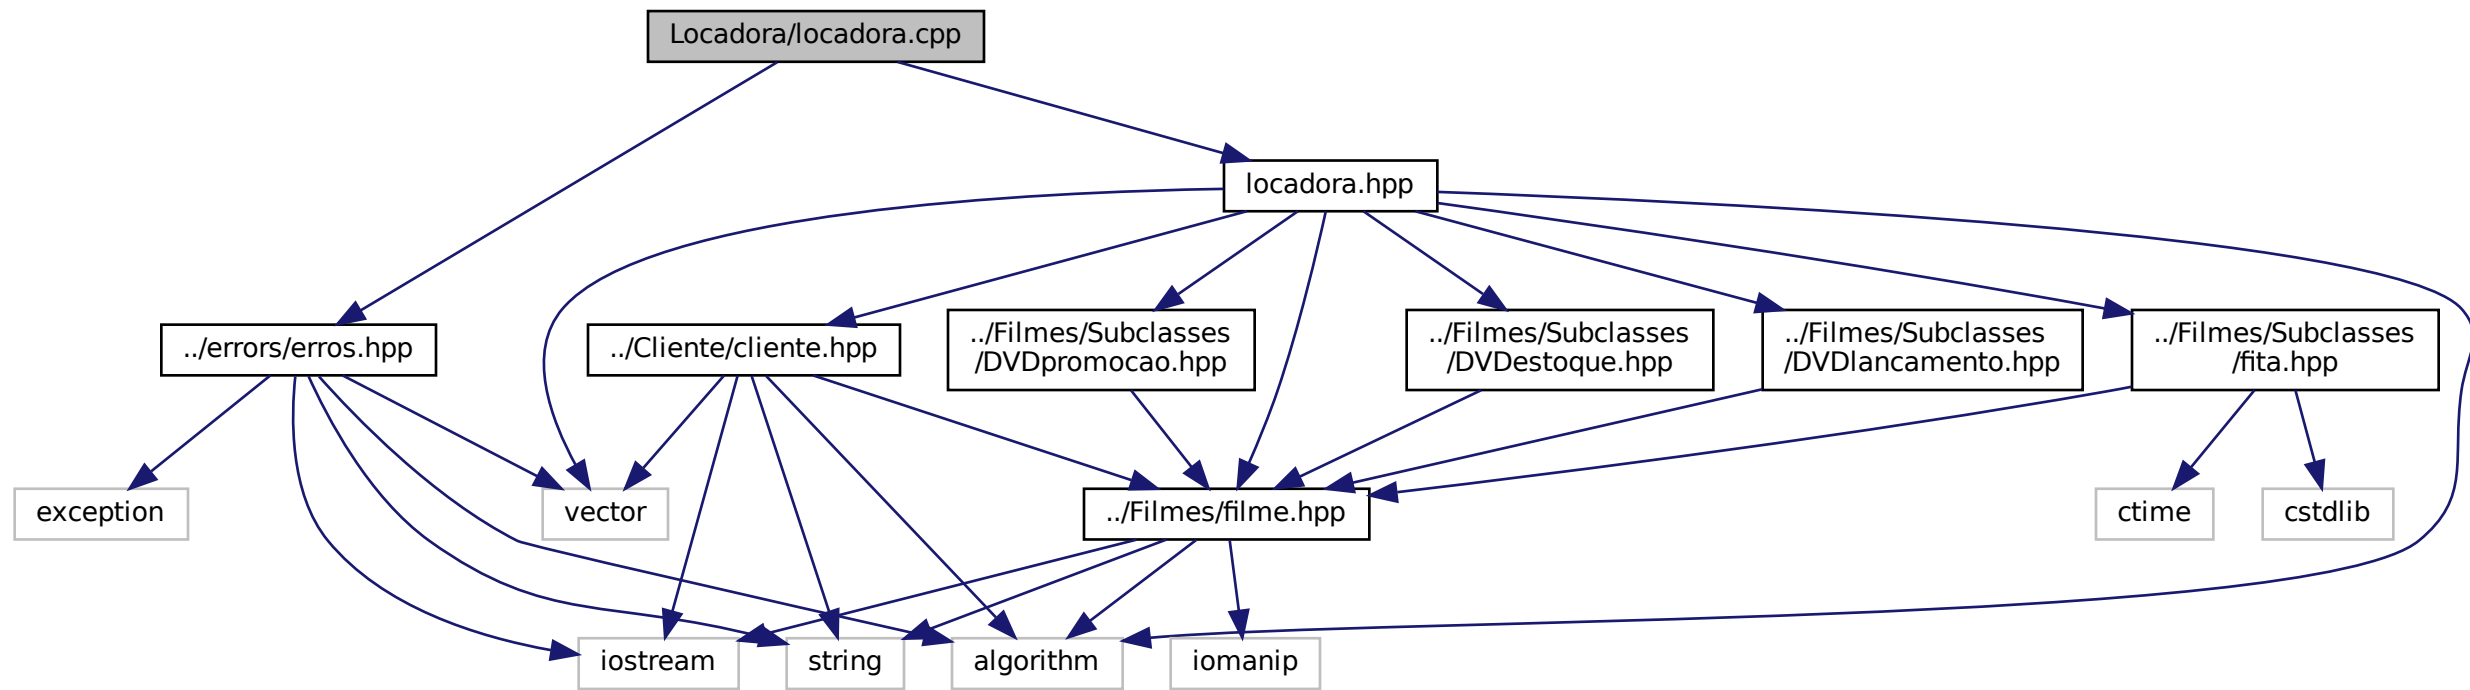 Locadora/locadora.cpp
locadora.hpp
../errors/erros.hpp
../Cliente/cliente.hpp
../Filmes/Subclasses
/DVDpromocao.hpp
../Filmes/Subclasses
/DVDestoque.hpp
../Filmes/Subclasses
/DVDlancamento.hpp
../Filmes/Subclasses
/fita.hpp
exception
vector
../Filmes/filme.hpp
ctime
cstdlib
iostream
string
algorithm
iomanip